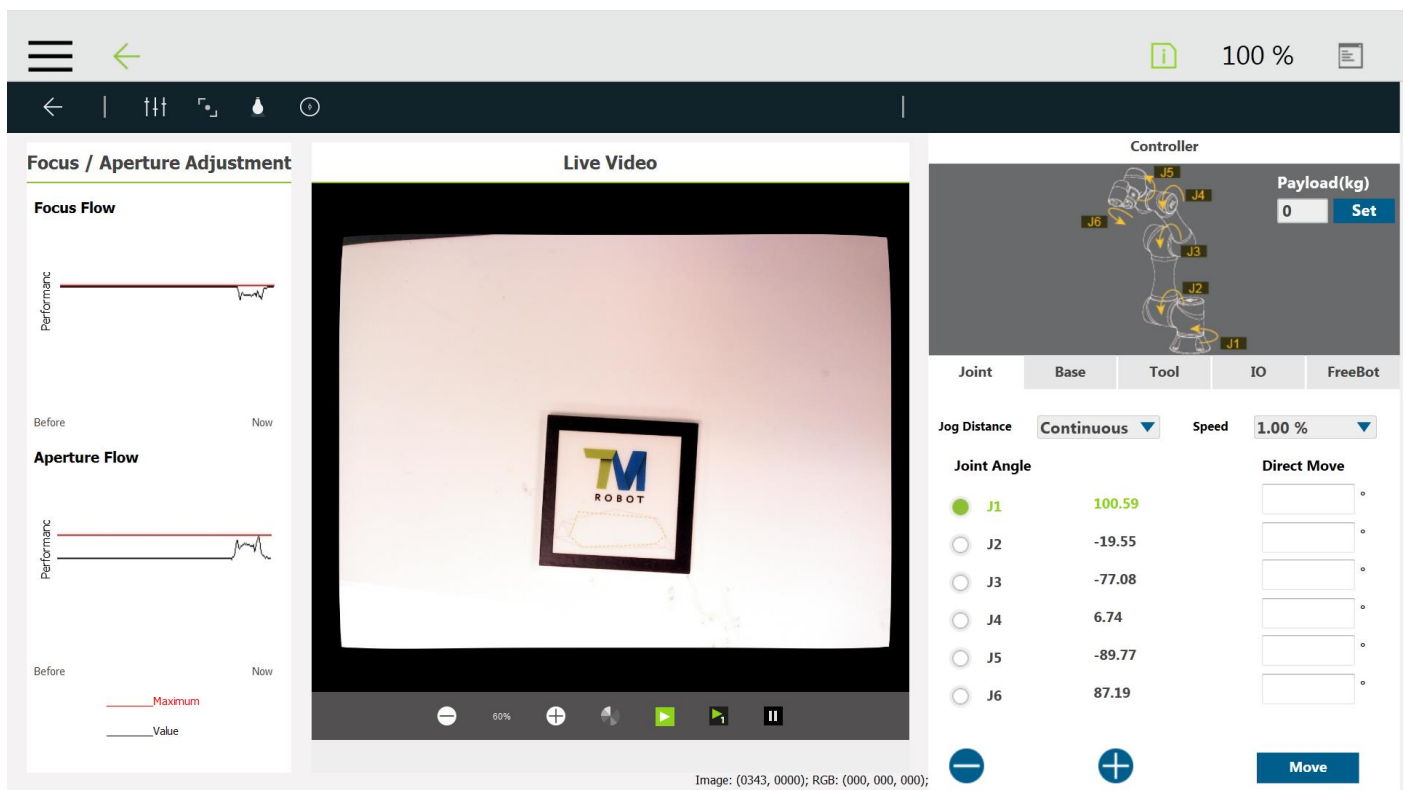 100 %
Focus / Aperture Adjustment
Focus Flow
Performanc
Before Now
Aperture Flow
Performanc
Before Now
Maximum
Value
Live Video
TM
ROBOT
60%
1
Image: (0343, 0000); RGB: (000, 000, 000);
Controller
J5
J4
J6
J3
J2
J1
Payload(kg)
0 Set
Joint Base Tool IO FreeBot
Jog Distance Continuous Speed 1.00 %
Joint Angle Direct Move
J1 100.59 °
J2 -19.55 °
J3 -77.08 °
J4 6.74 °
J5 -89.77 °
J6 87.19 °
Move